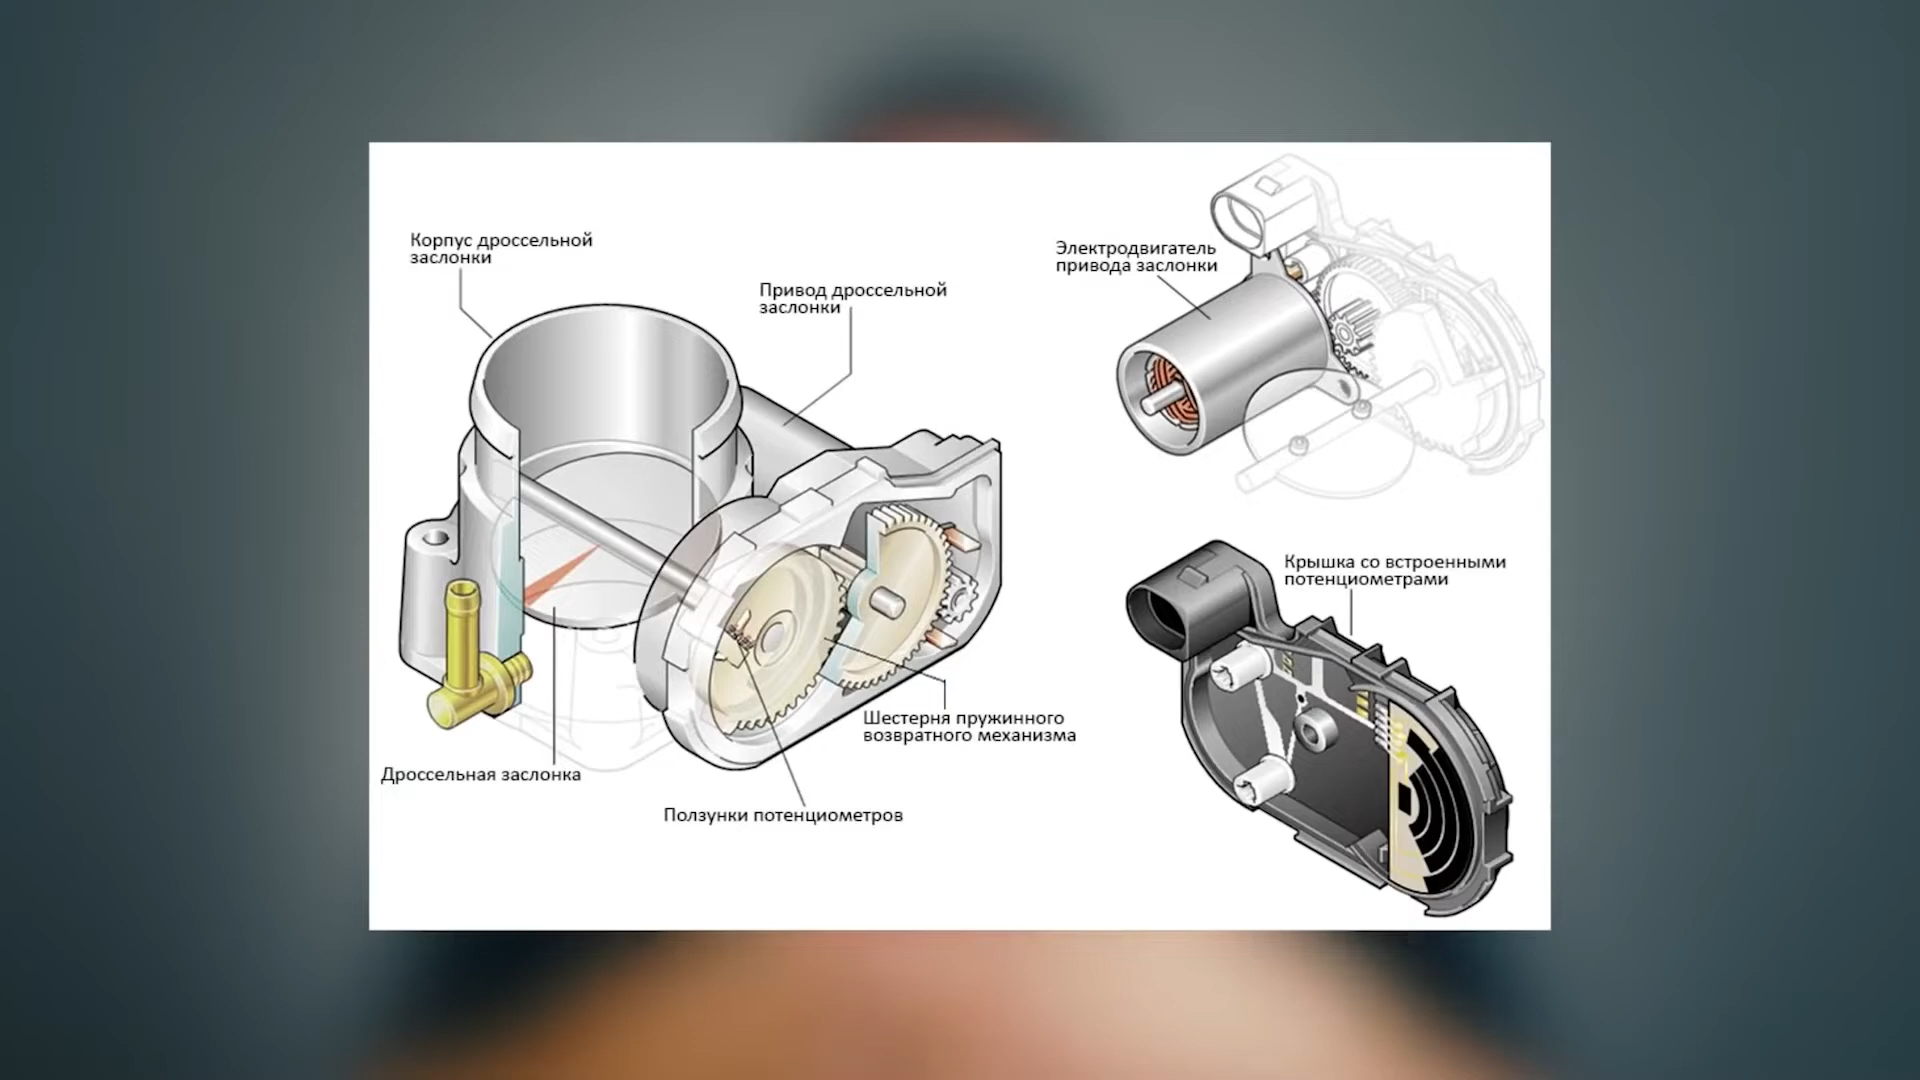 Корпус дроссельной
заслонки
Привод дроссельной
заслонки
Электродвигатель
привода заслонки
Крышка со встроенными
потенциометрами
Шестерня пружинного
возвратного механизма
Дроссельная заслонка
Ползунки потенциометров